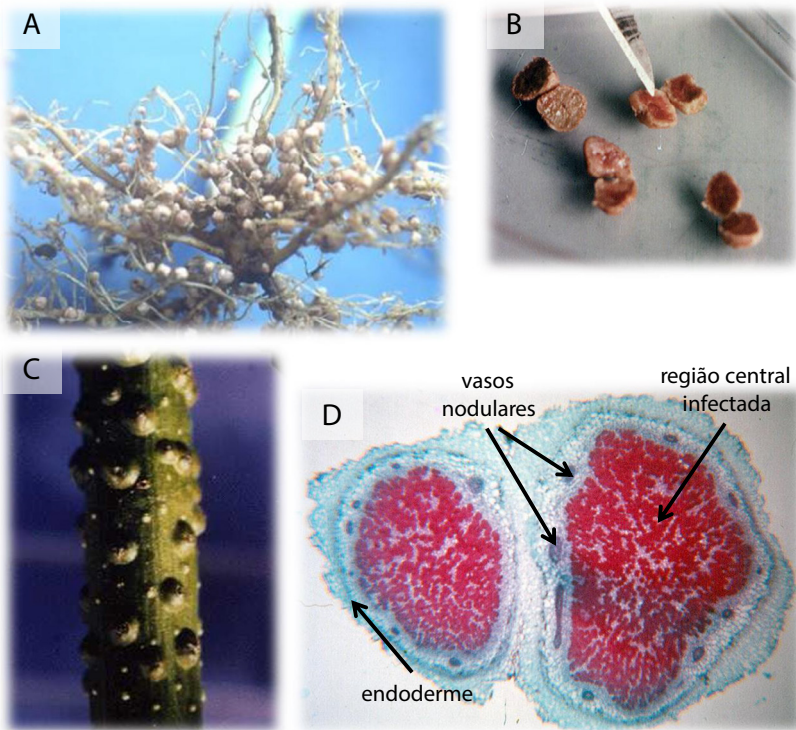 A
B
C
D
vasos
nodulares
região central
infectada
endoderme